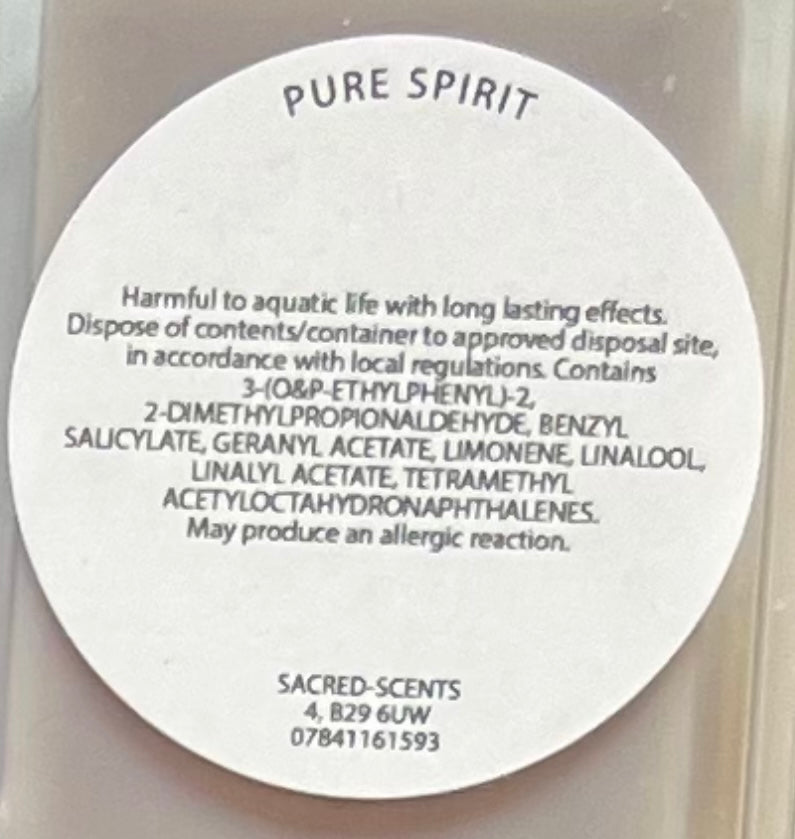 PURE SPIRIT
Harmful to aquatic life with long lasting effects.
Dispose of contents/container to approved disposal site,
in accordance with local regulations. Contains
3-(O&P-ETHYLPHENYL)-2,
2-DIMETHYLPROPIONALDEHYDE, BENZYL
SALICYLATE, GERANYL ACETATE, LIMONENE, LINALOOL,
LINALYL ACETATE, TETRAMETHYL
ACETYLOCTAHYDRONAPHTHALENES.
May produce an allergic reaction.
SACRED-SCENTS
4, B29 6UW
07841161593